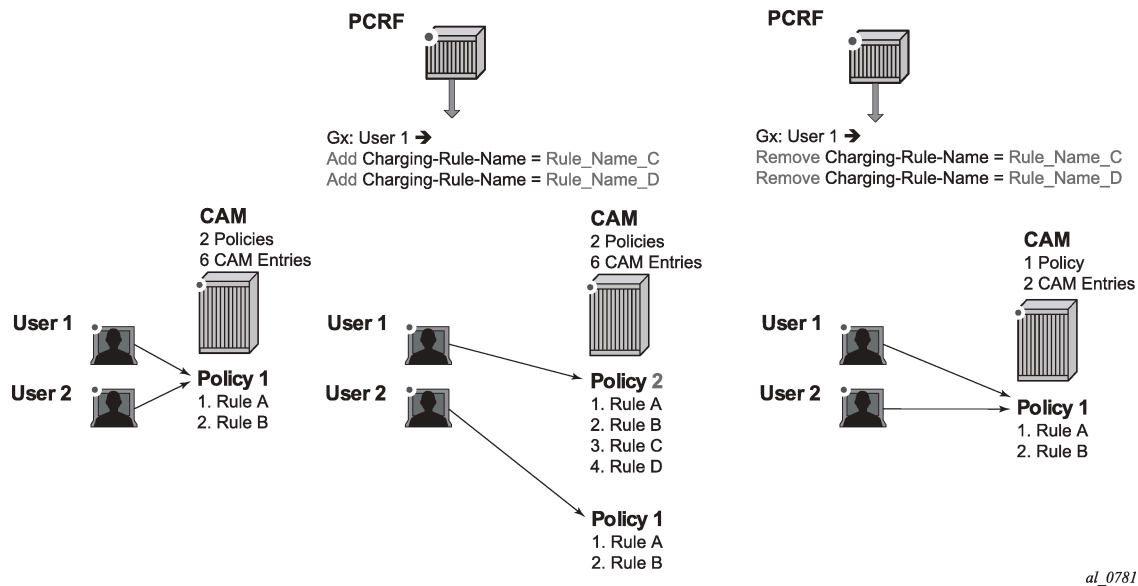 PCRF
Gx: User 1 ➔
Add Charging-Rule-Name = Rule_Name_C
Add Charging-Rule-Name = Rule_Name_D
PCRF
Gx: User 1 ➔
Remove Charging-Rule-Name = Rule_Name_C
Remove Charging-Rule-Name = Rule_Name_D
CAM
2 Policies
6 CAM Entries
User 1
User 2
Policy 1
1. Rule A
2. Rule B
CAM
2 Policies
6 CAM Entries
User 1
User 2
Policy 2
1. Rule A
2. Rule B
3. Rule C
4. Rule D
Policy 1
1. Rule A
2. Rule B
CAM
1 Policy
2 CAM Entries
User 1
User 2
Policy 1
1. Rule A
2. Rule B
al_0781